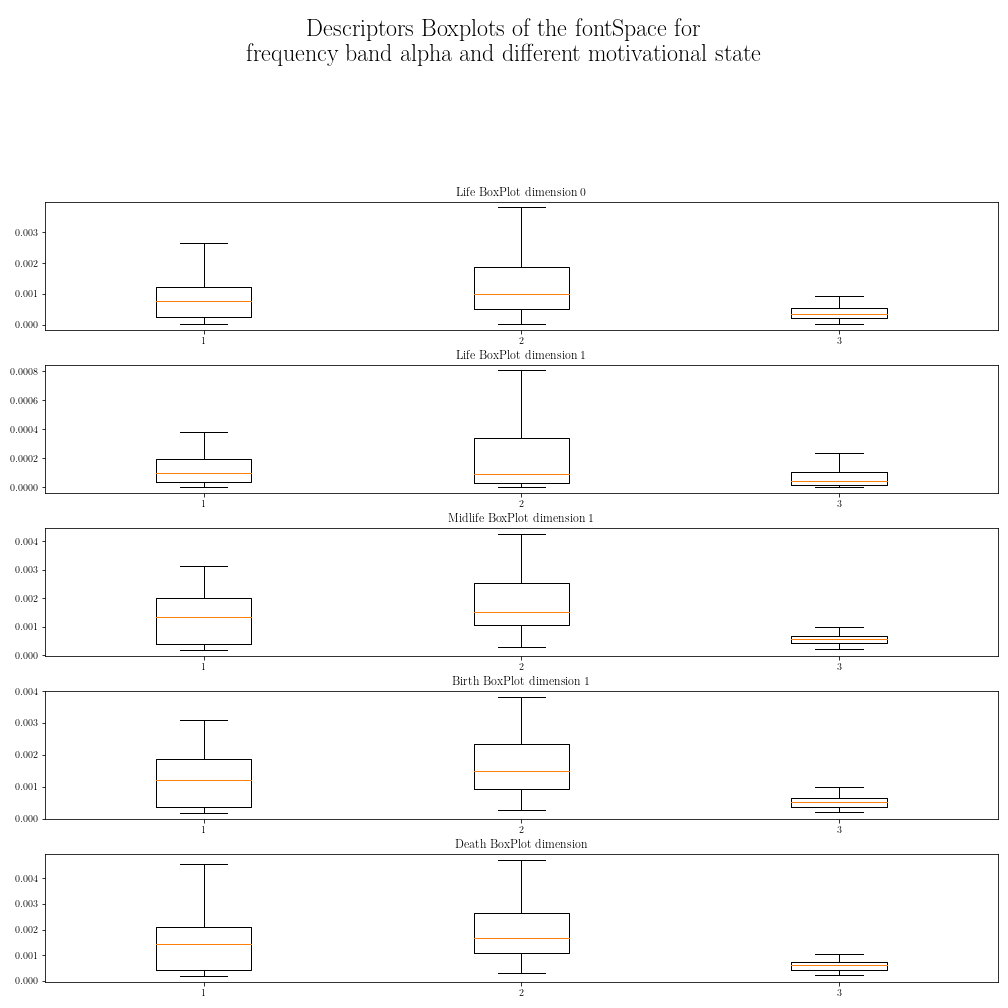 Descriptors Boxplots of the fontSpace for
frequency band alpha and different motivational state
Life BoxPlot dimension 0
0.003
0.002
0.001
0.000
1 2 3
Life BoxPlot dimension 1
0.0008
0.0006
0.0004
0.0002
0.0000
1 2 3
Midlife BoxPlot dimension 1
0.004
0.003
0.002
0.001
0.000
1 2 3
Birth BoxPlot dimension 1
0.004
0.003
0.002
0.001
0.000
1 2 3
Death BoxPlot dimension
0.004
0.003
0.002
0.001
0.000
1 2 3